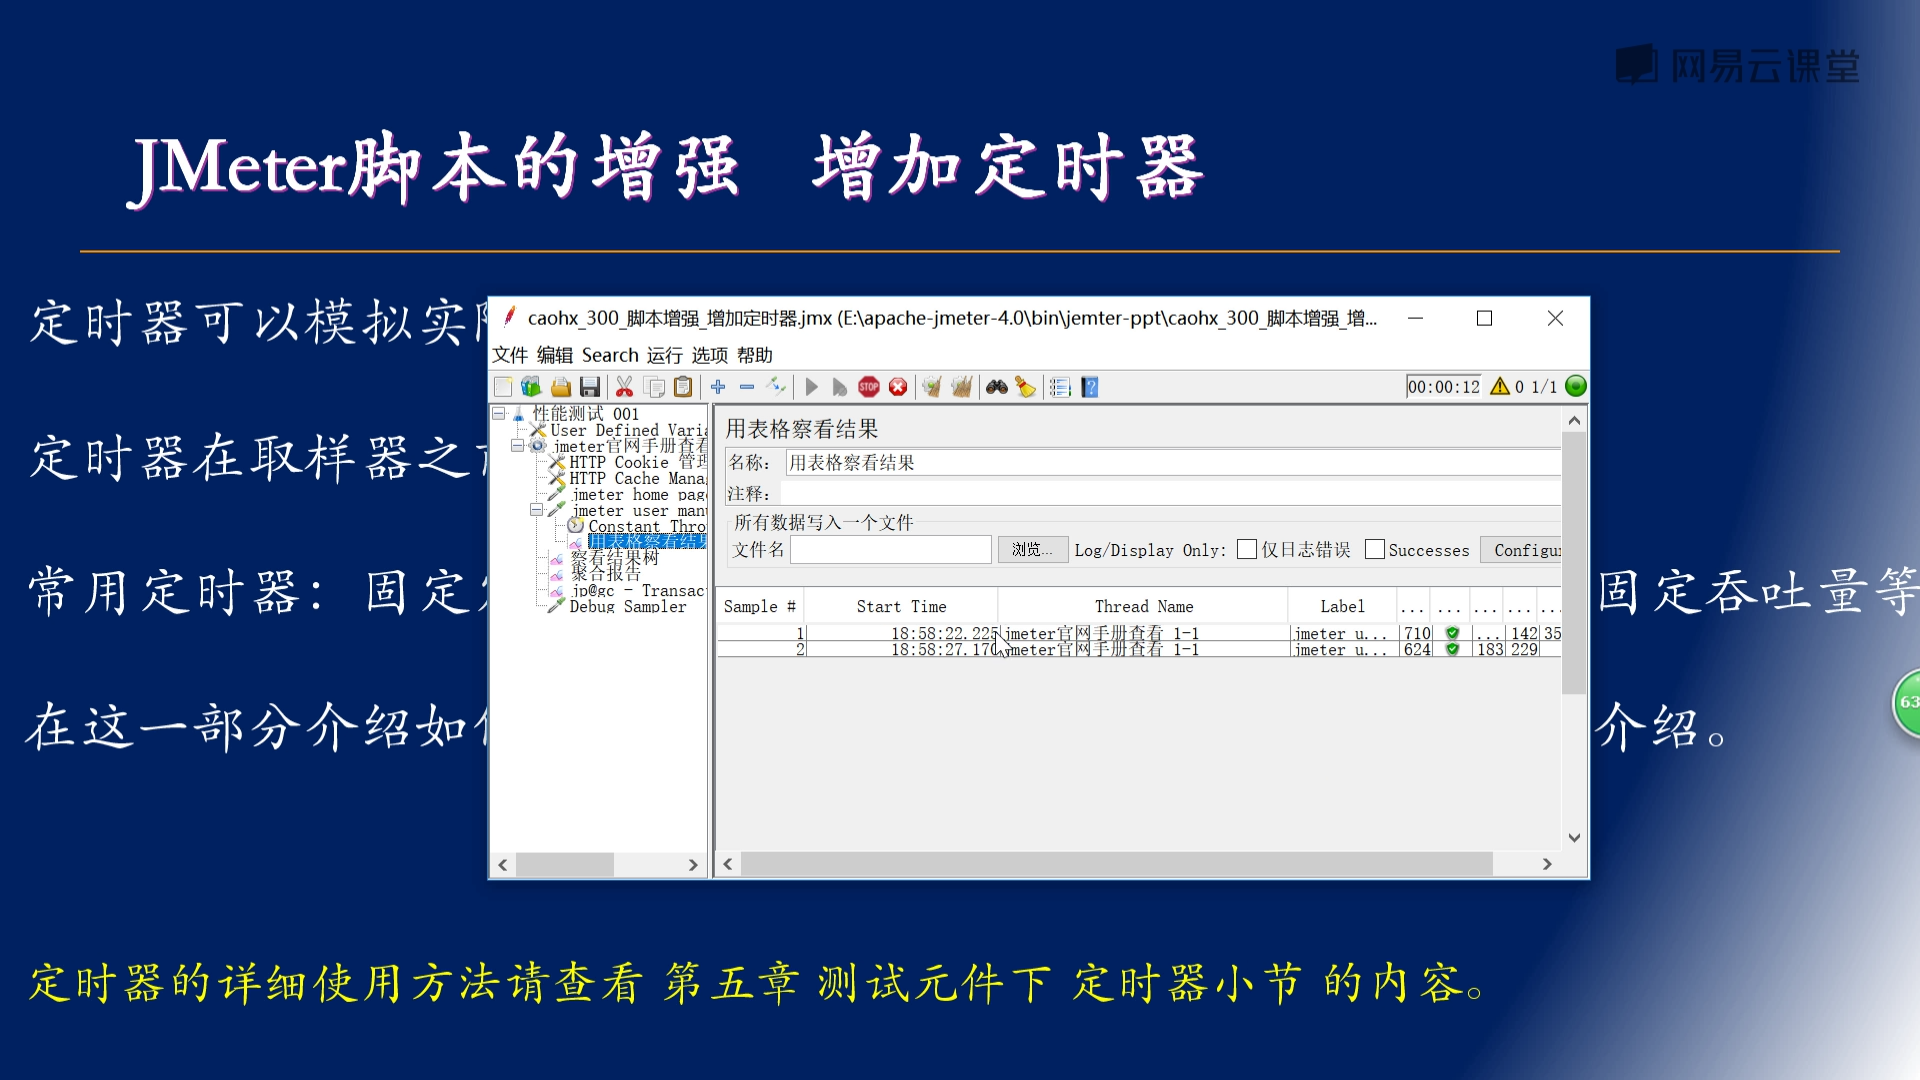 网易云课堂
JMeter脚本的增强 增加定时器
定时器可以模拟实
定时器在取样器之
常用定时器：固定
固定吞吐量等
在这一部分介绍如
介绍。
caohx_300_脚本增强_增加定时器.jmx (E:\apache-jmeter-4.0\bin\jemter-ppt\caohx_300_脚本增强_增...
文件 编辑 Search 运行 选项 帮助
STOP
00:00:12 0 1/1
性能测试 001
User Defined Varia
jmeter官网手册查看
HTTP Cookie 管理
HTTP Cache Mana
jmeter home page
jmeter user manu
Constant Thro
用表格察看结果
察看结果树
聚合报告
jp@gc - Transac
Debug Sampler
用表格察看结果
名称： 用表格察看结果
注释：
所有数据写入一个文件
文件名 浏览... Log/Display Only: 仅日志错误 Successes Configur
Sample # Start Time Thread Name Label ... ... ... ... ...
1 18:58:22.225 jmeter官网手册查看 1-1 jmeter u... 710 ... 142 35
2 18:58:27.170 jmeter官网手册查看 1-1 jmeter u... 624 183 229
63
定时器的详细使用方法请查看 第五章 测试元件下 定时器小节 的内容。